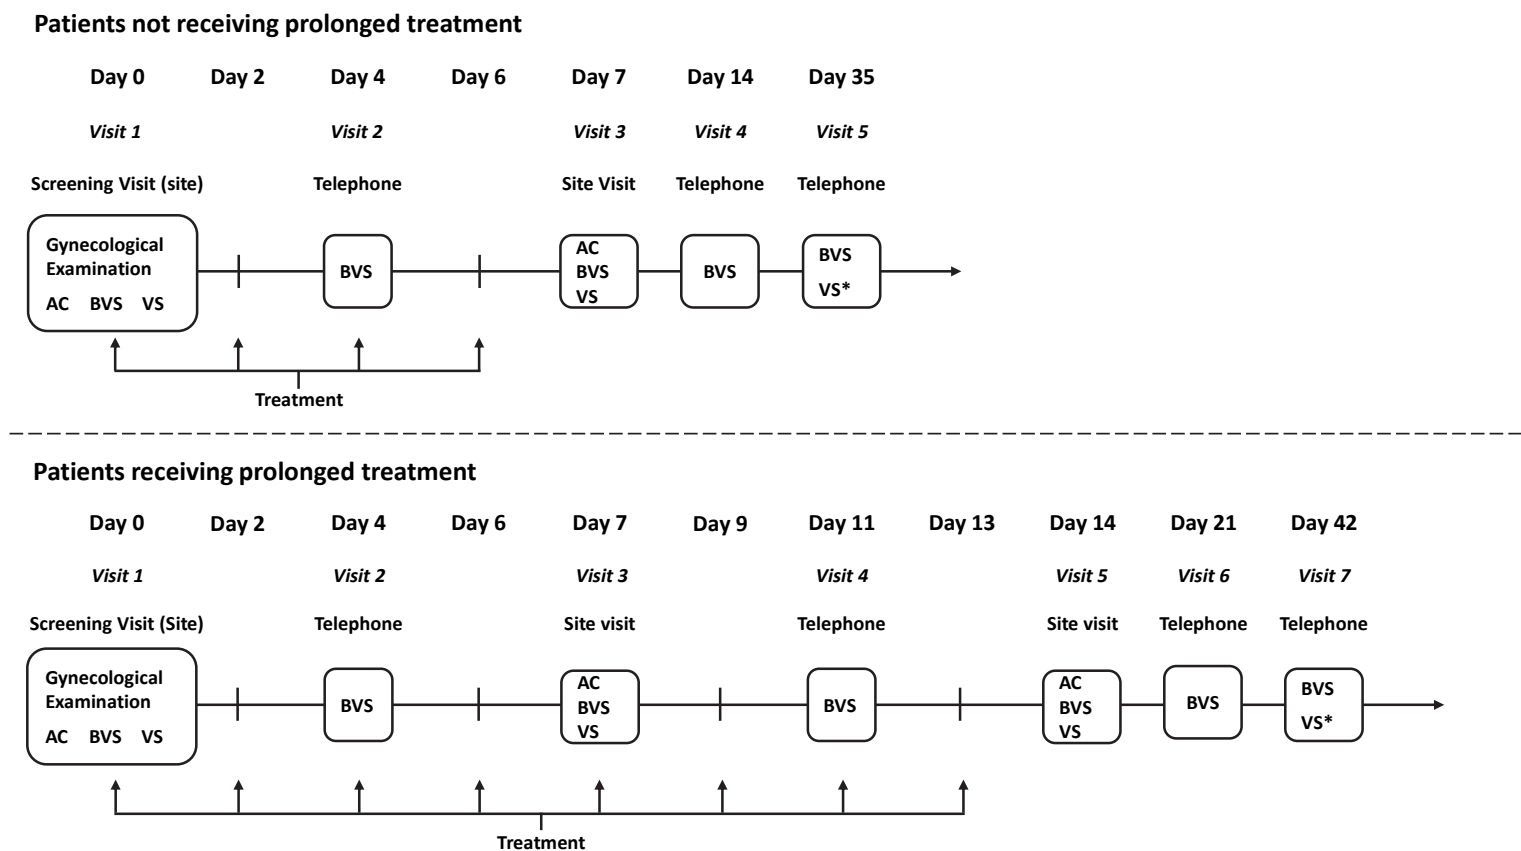 Patients not receiving prolonged treatment
Day 0 Day 2 Day 4 Day 6 Day 7 Day 14 Day 35
Visit 1 Visit 2 Visit 3 Visit 4 Visit 5
Screening Visit (site) Telephone Site Visit Telephone Telephone
Gynecological
Examination
AC BVS VS
BVS
AC
BVS
VS
BVS
BVS
VS*
Treatment
Patients receiving prolonged treatment
Day 0 Day 2 Day 4 Day 6 Day 7 Day 9 Day 11 Day 13 Day 14 Day 21 Day 42
Visit 1 Visit 2 Visit 3 Visit 4 Visit 5 Visit 6 Visit 7
Screening Visit (Site) Telephone Site visit Telephone Site visit Telephone Telephone
Gynecological
Examination
AC BVS VS
BVS
AC
BVS
VS
BVS
AC
BVS
VS
BVS
BVS
VS*
Treatment